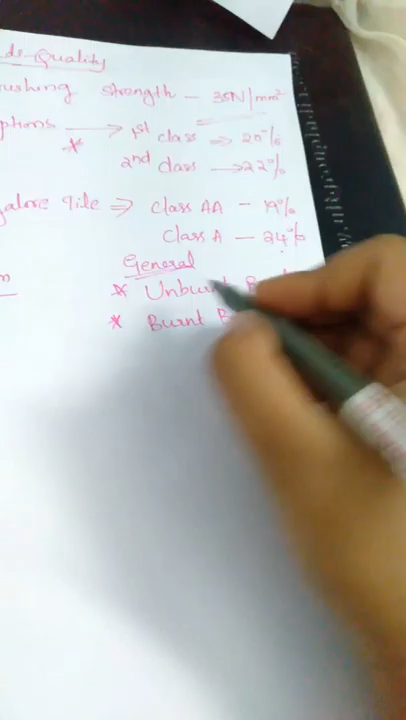 de-Quality
rushing strength - 35N/mm²
ptions → 1st class ⇒ 20%
* 2nd class → 22%
galore Tile ⇒ Class AA - 19%
Class A - 24%
General
* Unburnt
* Burnt